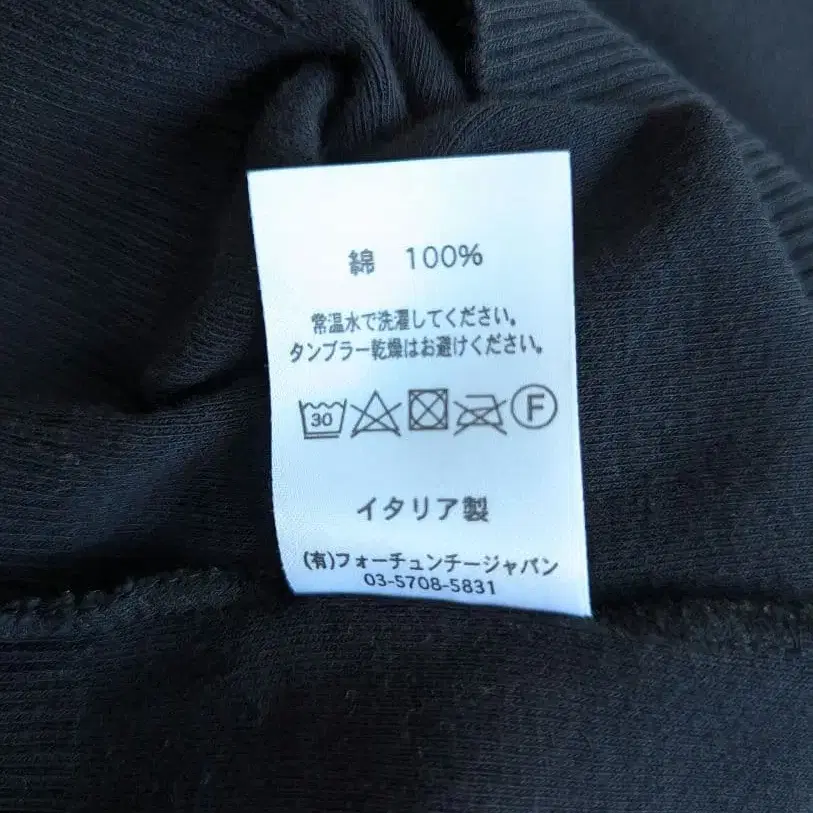 綿 100%
常温水で洗濯してください。
タンブラー乾燥はお避けください。
30 F
イタリア製
(有)フォーチュンチージャパン
03-5708-5831